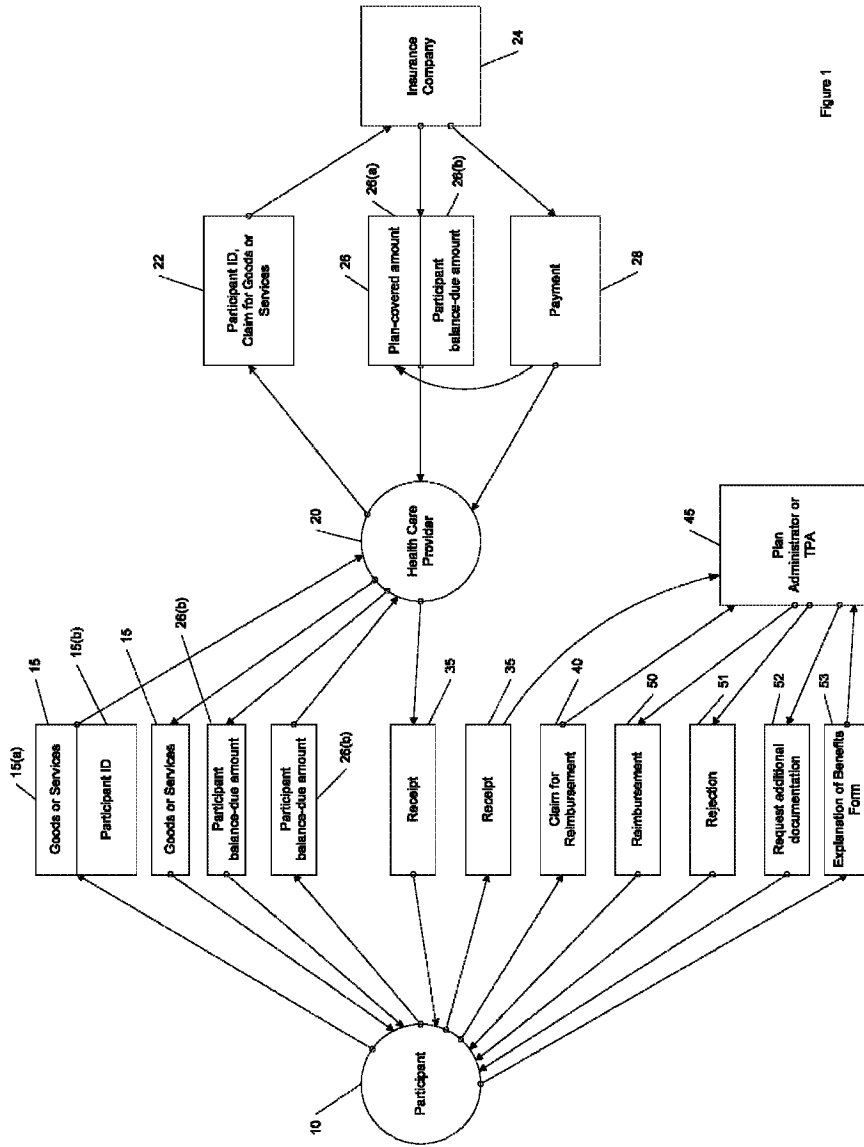 15(a)
15
Goods or Services
Participant ID
15(b)
15
Goods or Services
26(b)
Participant
balance-due amount
Participant
balance-due amount
26(b)
Receipt
35
Receipt
35
Claim for
Reimbursement
40
Reimbursement
50
Rejection
51
Request additional
documentation
52
Explanation of Benefits
Form
53
Participant
10
Health Care
Provider
20
Plan
Administrator or
TPA
45
22
Participant ID,
Claim for Goods or
Services
26
Plan-covered amount
26(a)
Participant
balance-due amount
26(b)
Payment
28
Insurance
Company
24
Figure 1